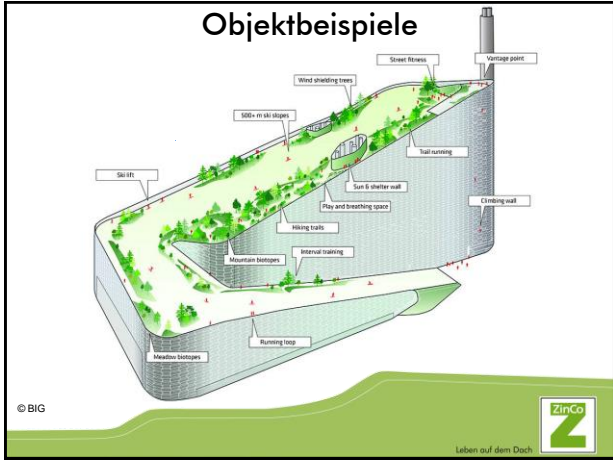 Objektbeispiele
Street fitness
Vantage point
Wind shielding trees
500+ m ski slopes
Trail running
Ski lift
Sun & shelter wall
Play and breathing space
Climbing wall
Hiking trails
Mountain biotopes
Interval training
Running loop
Meadow biotopes
© BIG
ZinCo
Leben auf dem Dach